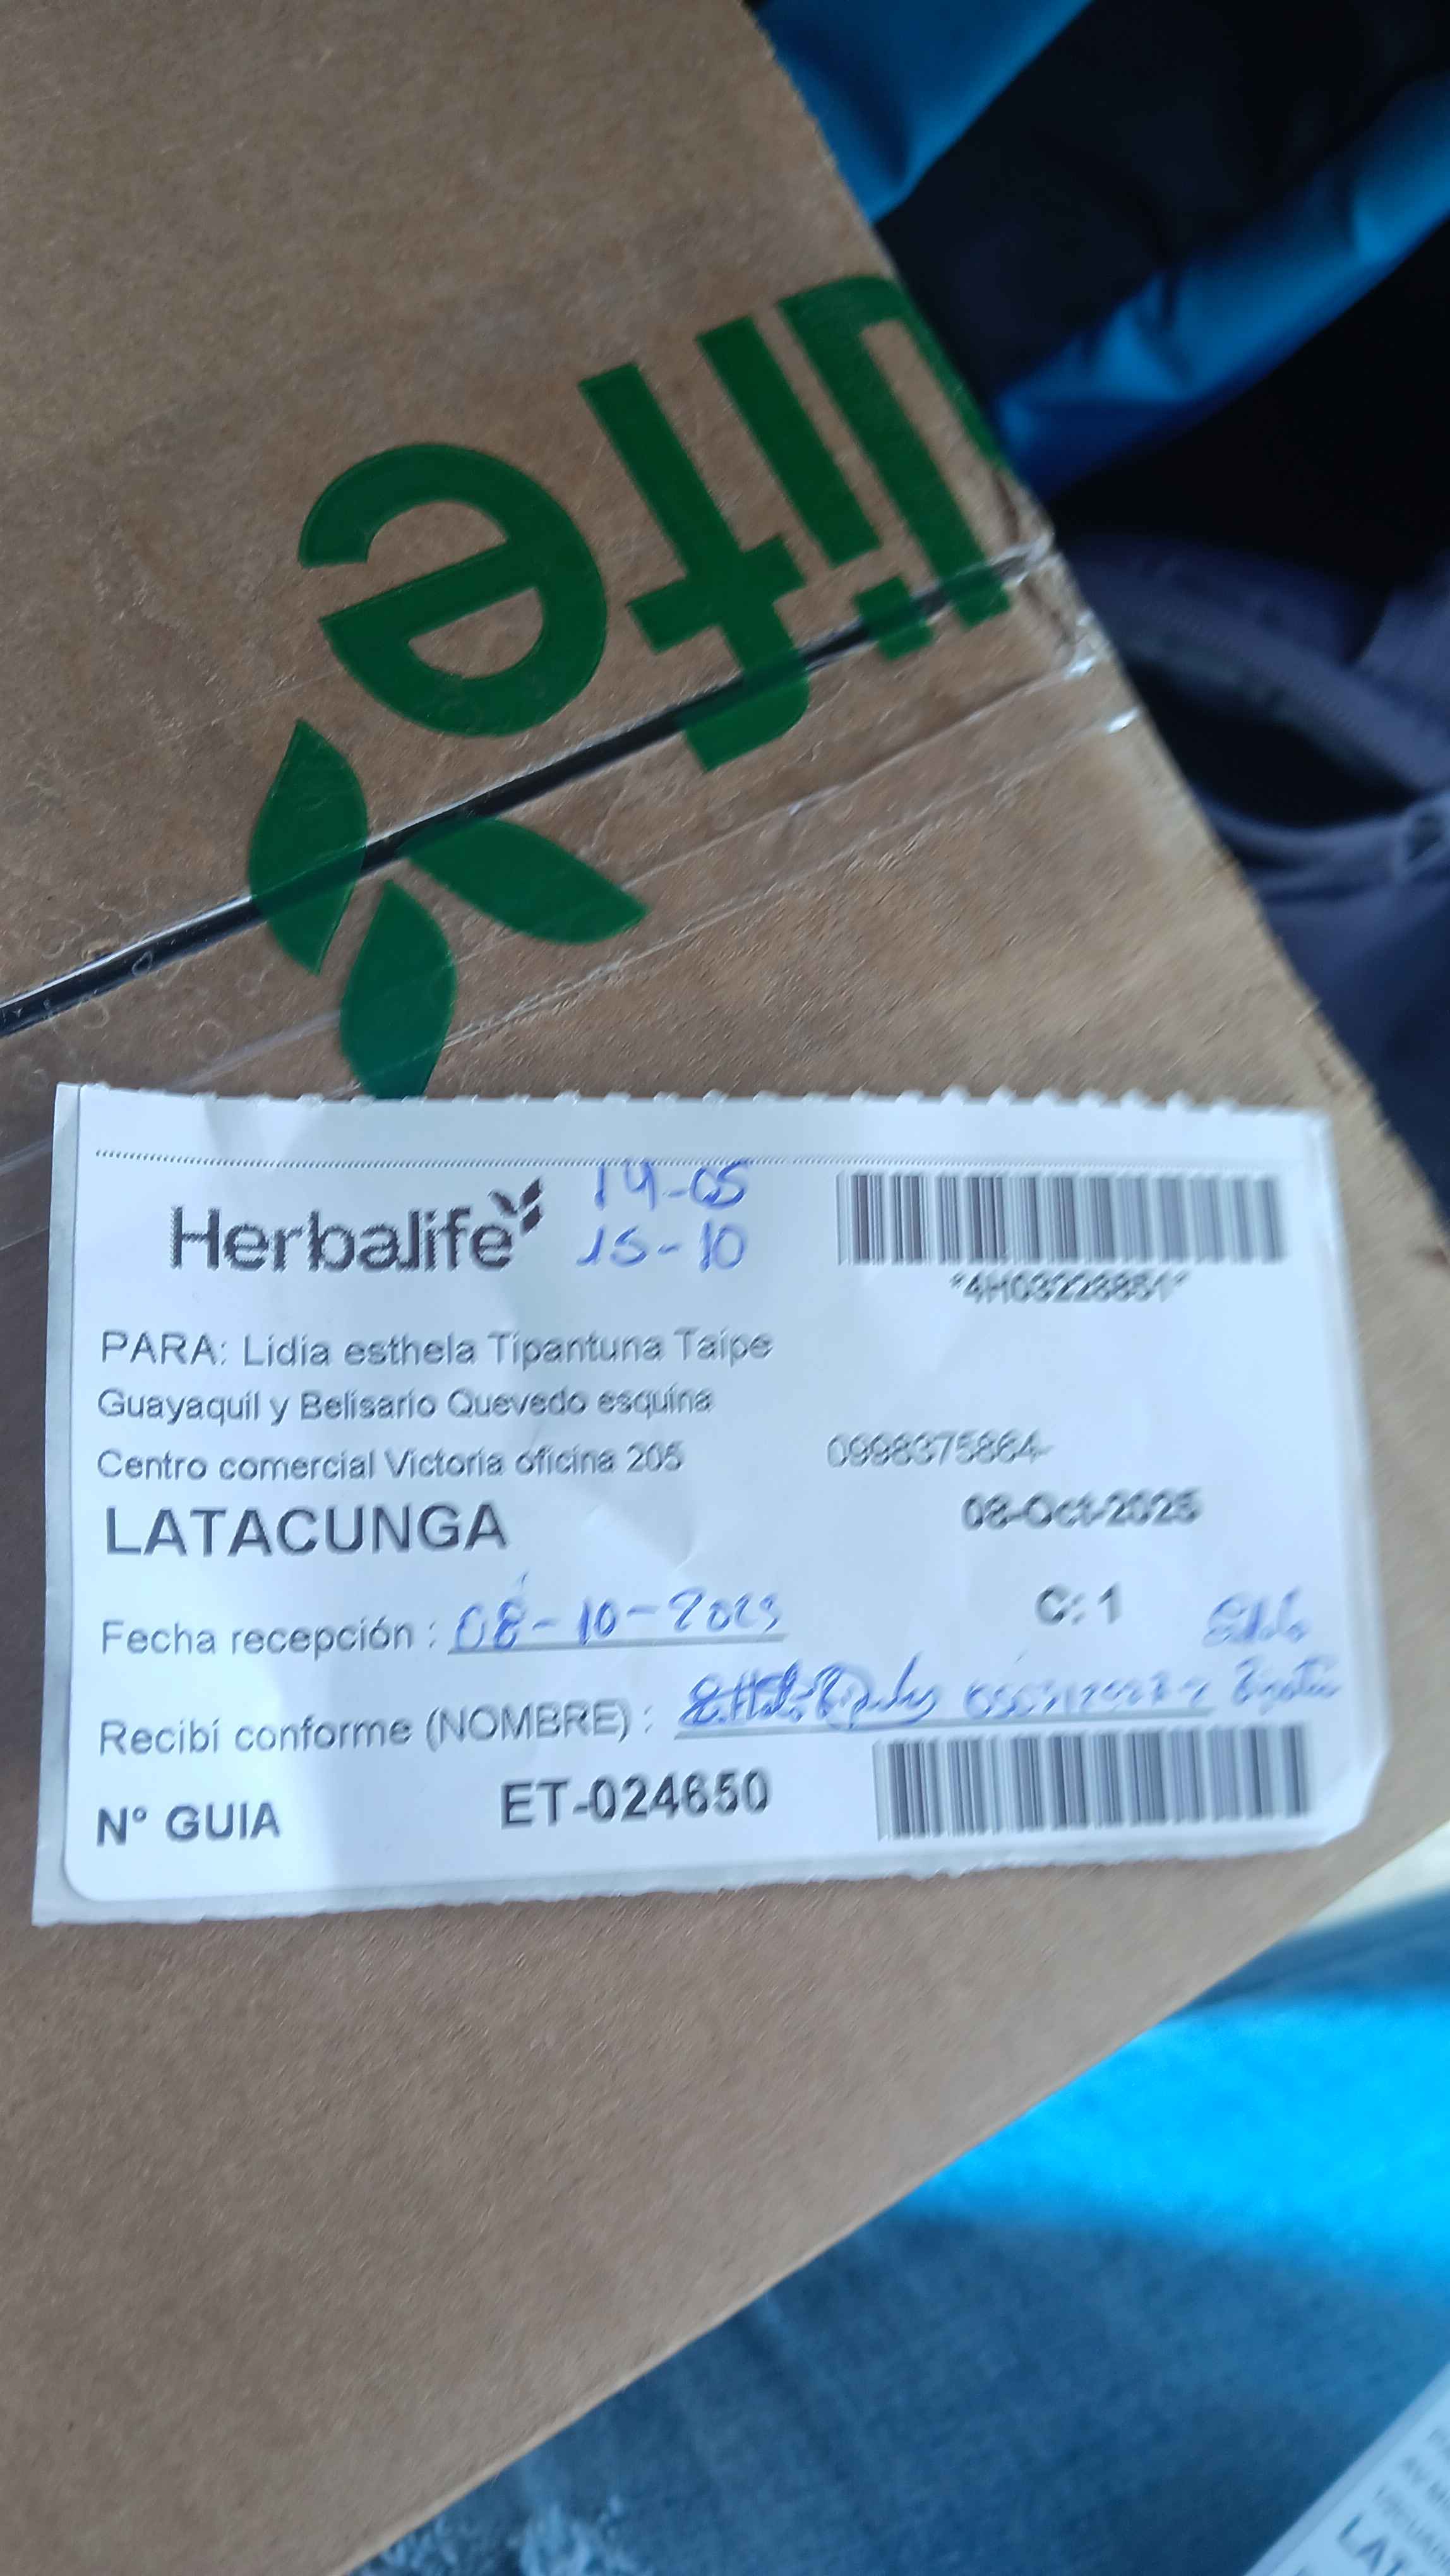 life
Herbalife 14-05
15-10
*4H03228851*
PARA: Lidia esthela Tipantuna Taipe
Guayaquil y Belisario Quevedo esquina
Centro comercial Victoria oficina 205 0998375864-
LATACUNGA 08-Oct-2025
Fecha recepción : 08-10-2025 C: 1
Recibí conforme (NOMBRE) :
Nº GUIA ET-024650
LAT